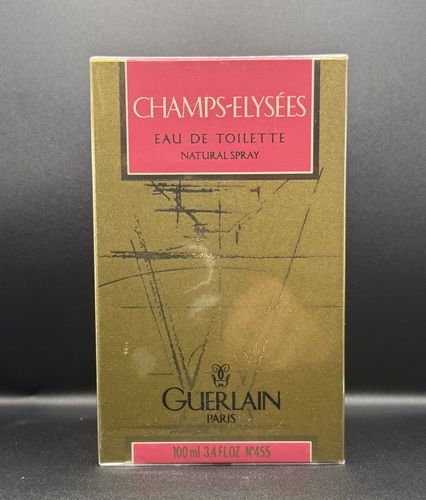 CHAMPS-ELYSÉES
EAU DE TOILETTE
NATURAL SPRAY
GUERLAIN
PARIS
100 ml 3.4 FL.OZ N°455